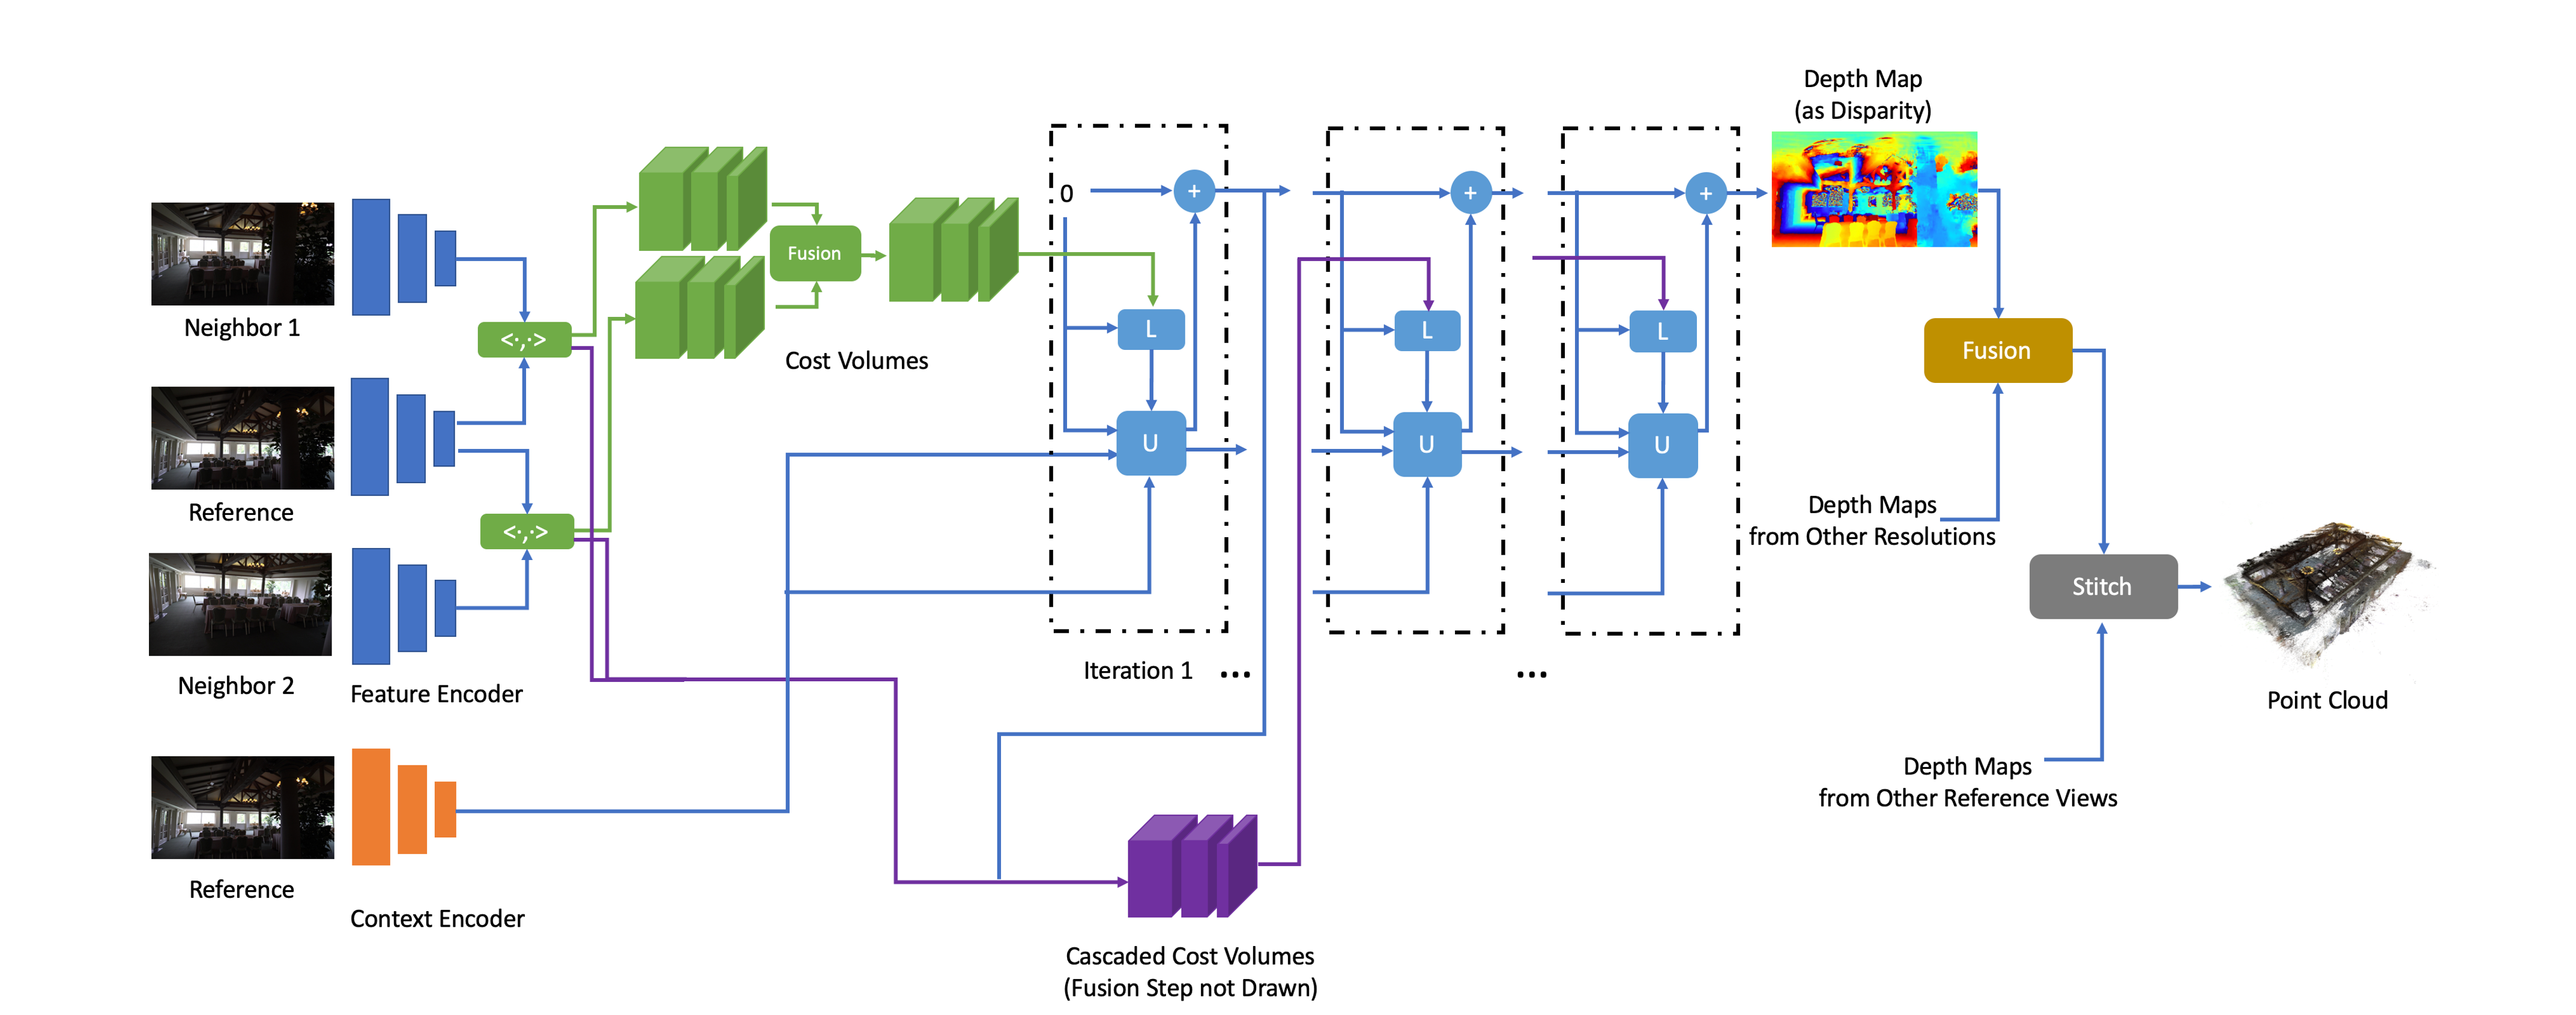 Neighbor 1
Reference
Neighbor 2
Feature Encoder
Reference
Context Encoder
<·,·>
<·,·>
Fusion
Cost Volumes
0
+
L
U
Iteration 1
...
+
L
U
...
+
L
U
Cascaded Cost Volumes
(Fusion Step not Drawn)
Depth Map
(as Disparity)
Fusion
Depth Maps
from Other Resolutions
Stitch
Depth Maps
from Other Reference Views
Point Cloud